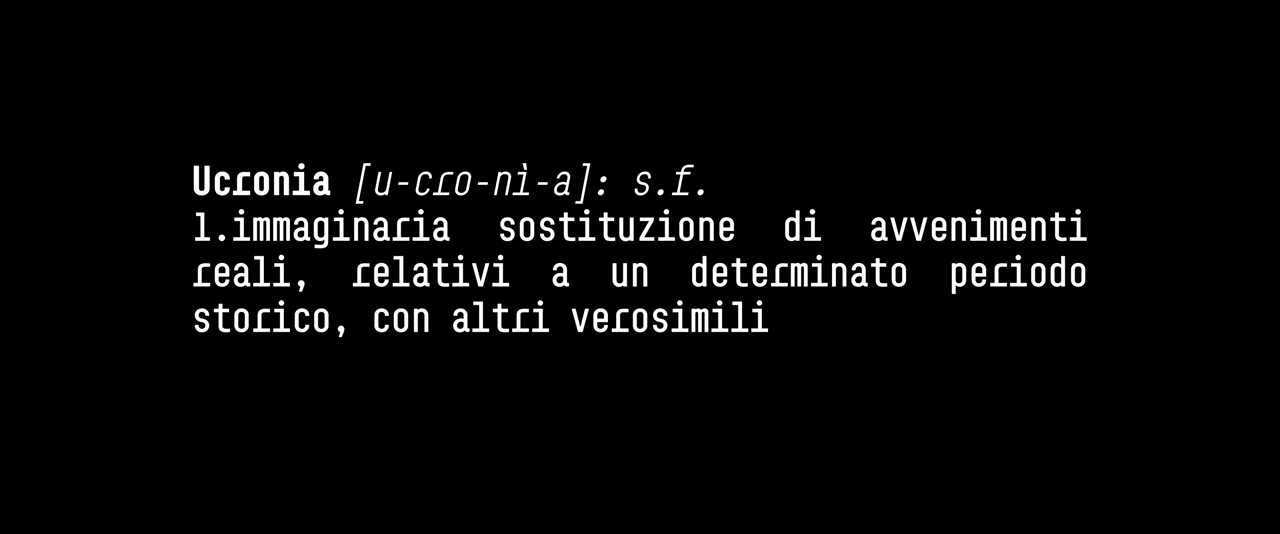 Ucronia [u-cro-nì-a]: s.f.
1.immaginaria sostituzione di avvenimenti
reali, relativi a un determinato periodo
storico, con altri verosimili